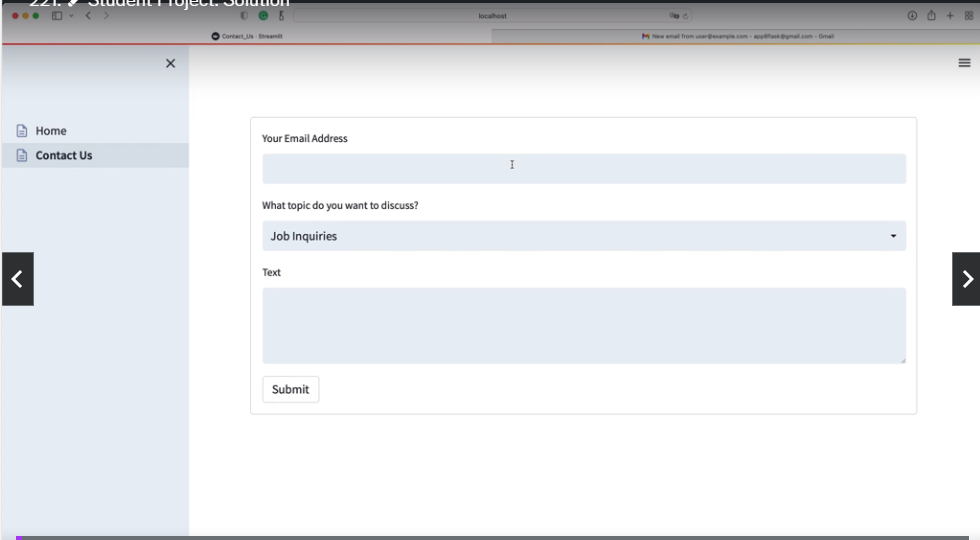 221. Student Project: Solution
localhost
Contact_Us · Streamlit
New email from user@example.com - app8flask@gmail.com - Gmail
Home
Contact Us
Your Email Address
What topic do you want to discuss?
Job Inquiries
Text
Submit